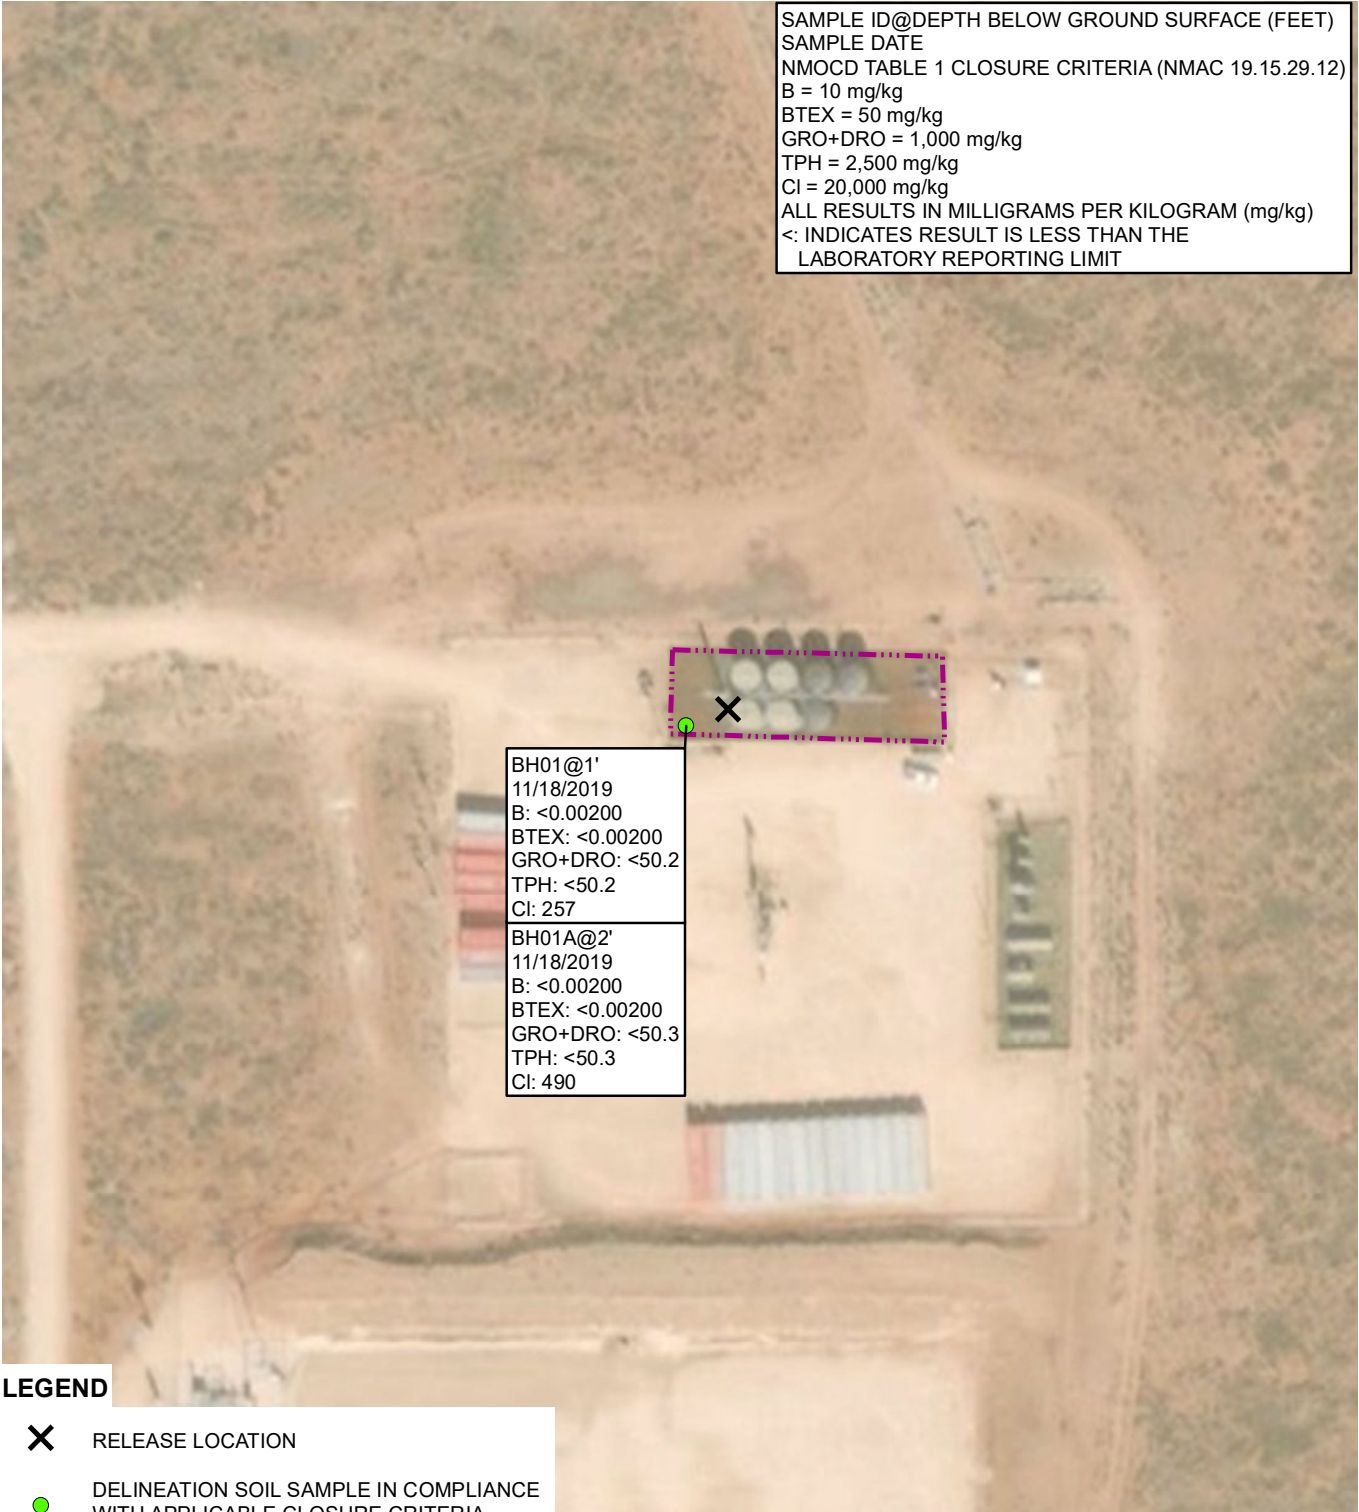 SAMPLE ID@DEPTH BELOW GROUND SURFACE (FEET)
SAMPLE DATE
NMOCD TABLE 1 CLOSURE CRITERIA (NMAC 19.15.29.12)
B = 10 mg/kg
BTEX = 50 mg/kg
GRO+DRO = 1,000 mg/kg
TPH = 2,500 mg/kg
Cl = 20,000 mg/kg
ALL RESULTS IN MILLIGRAMS PER KILOGRAM (mg/kg)
<: INDICATES RESULT IS LESS THAN THE
LABORATORY REPORTING LIMIT
BH01@1'
11/18/2019
B: <0.00200
BTEX: <0.00200
GRO+DRO: <50.2
TPH: <50.2
Cl: 257
BH01A@2'
11/18/2019
B: <0.00200
BTEX: <0.00200
GRO+DRO: <50.3
TPH: <50.3
Cl: 490
LEGEND
RELEASE LOCATION
DELINEATION SOIL SAMPLE IN COMPLIANCE
WITH APPLICABLE CLOSURE CRITERIA